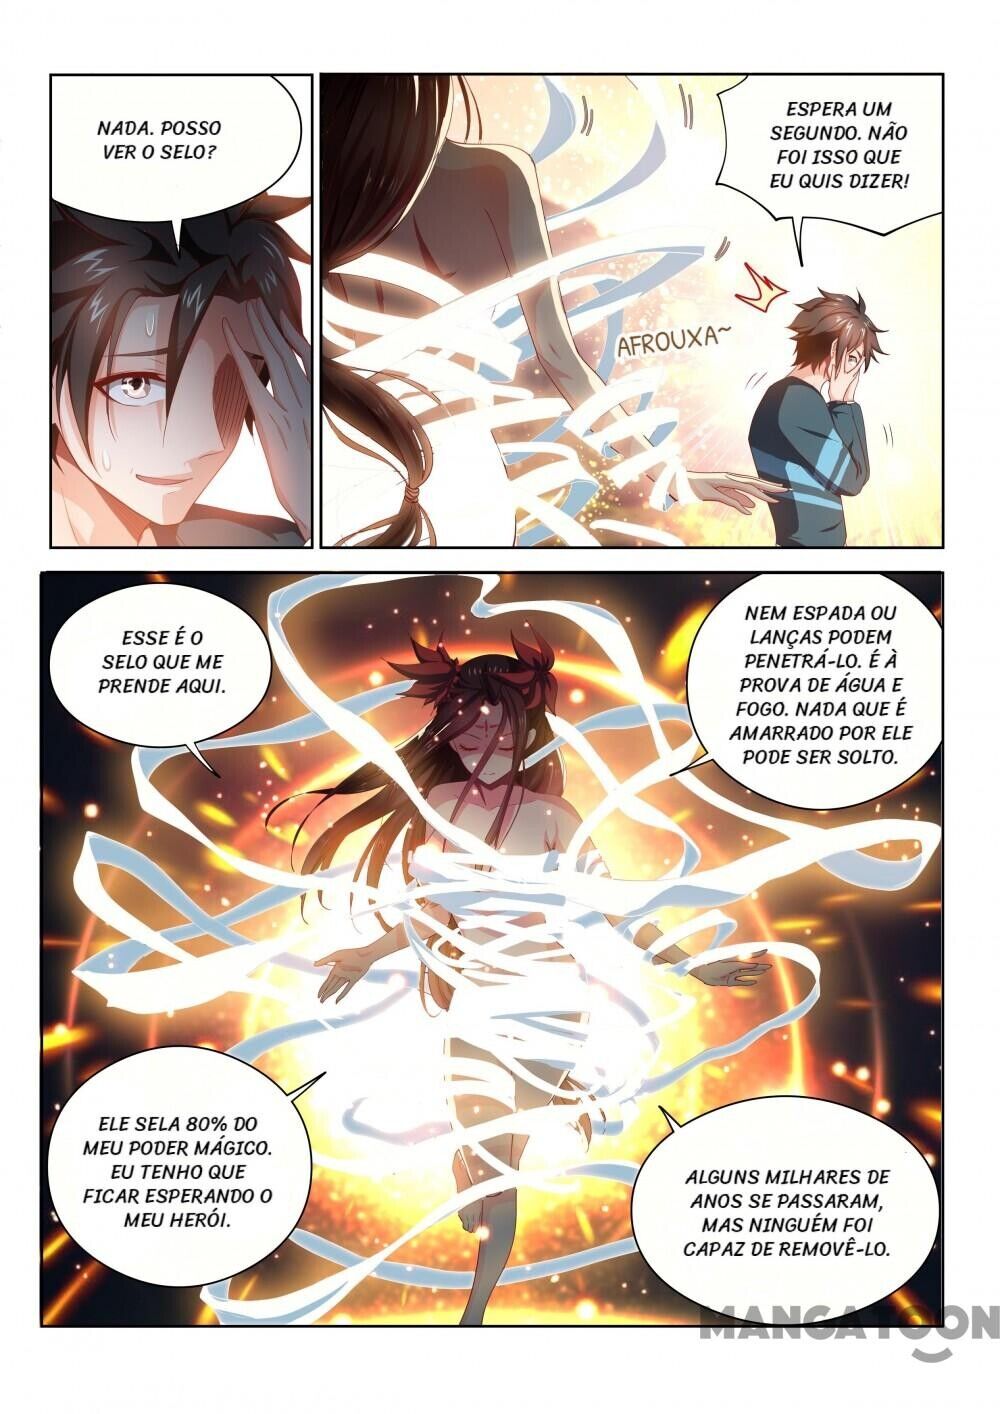 NADA. POSSO
VER O SELO?
ESPERA UM
SEGUNDO. NÃO
FOI ISSO QUE
EU QUIS DIZER!
AFROUXA~
ESSE É O
SELO QUE ME
PRENDE AQUI.
NEM ESPADA OU
LANÇAS PODEM
PENETRÁ-LO. É À
PROVA DE ÁGUA E
FOGO. NADA QUE É
AMARRADO POR ELE
PODE SER SOLTO.
ELE SELA 80% DO
MEU PODER MÁGICO.
EU TENHO QUE
FICAR ESPERANDO O
MEU HERÓI.
ALGUNS MILHARES DE
ANOS SE PASSARAM,
MAS NINGUÉM FOI
CAPAZ DE REMOVÊ-LO.
MANGATOON